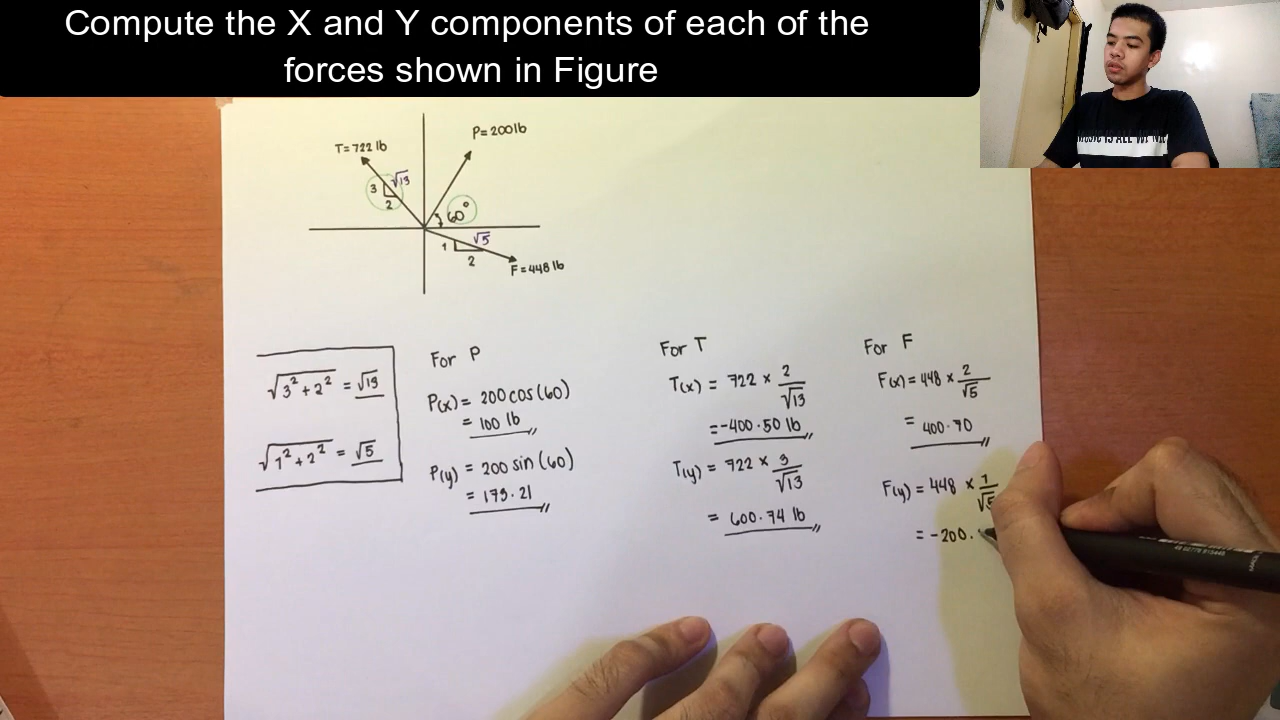 Compute the X and Y components of each of the
forces shown in Figure
T=722 lb
P=200lb
3
√13
2
60°
1
√5
2
F=448 lb
√3²+2² = √13
√1²+2² = √5
For P
P(x) = 200 cos(60)
= 100 lb
P(y) = 200 sin(60)
= 173.21
For T
T(x) = 722 × 2/√13
=-400.50 lb
T(y) = 722 × 3/√13
= 600.74 lb
For F
F(x) = 448 × 2/√5
= 400.70
F(y) = 448 × 1/√5
= -200.